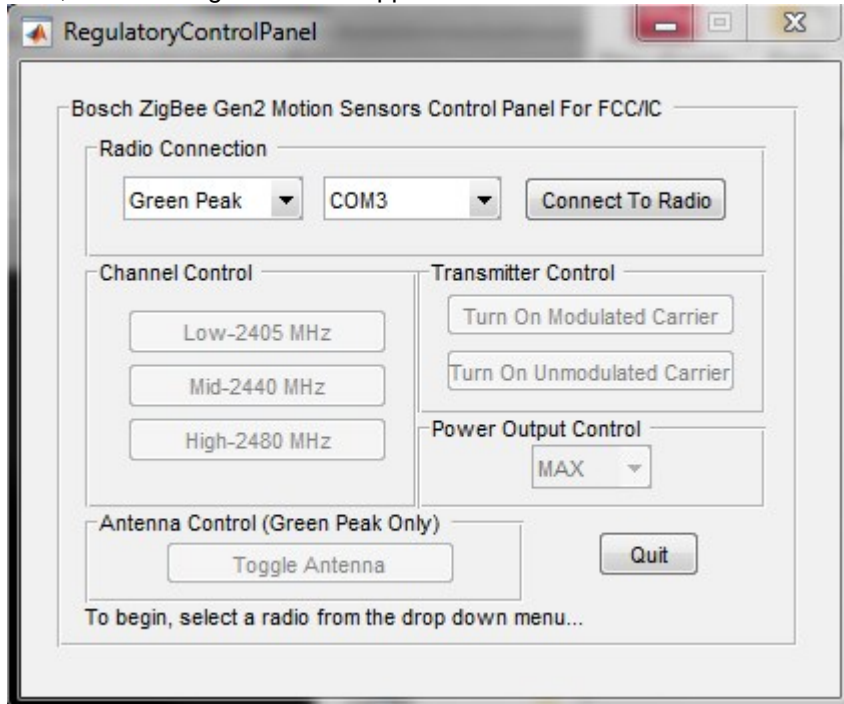 RegulatoryControlPanel
Bosch ZigBee Gen2 Motion Sensors Control Panel For FCC/IC
Radio Connection
Green Peak COM3 Connect To Radio
Channel Control Transmitter Control
Low-2405 MHz Turn On Modulated Carrier
Mid-2440 MHz Turn On Unmodulated Carrier
High-2480 MHz Power Output Control
MAX
Antenna Control (Green Peak Only)
Toggle Antenna Quit
To begin, select a radio from the drop down menu...